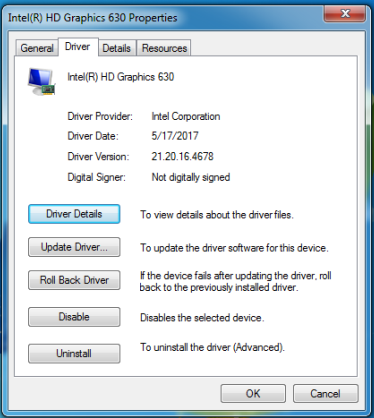 Intel(R) HD Graphics 630 Properties
General Driver Details Resources
Intel(R) HD Graphics 630
Driver Provider: Intel Corporation
Driver Date: 5/17/2017
Driver Version: 21.20.16.4678
Digital Signer: Not digitally signed
Driver Details To view details about the driver files.
Update Driver... To update the driver software for this device.
Roll Back Driver If the device fails after updating the driver, roll
back to the previously installed driver.
Disable Disables the selected device.
Uninstall To uninstall the driver (Advanced).
OK Cancel